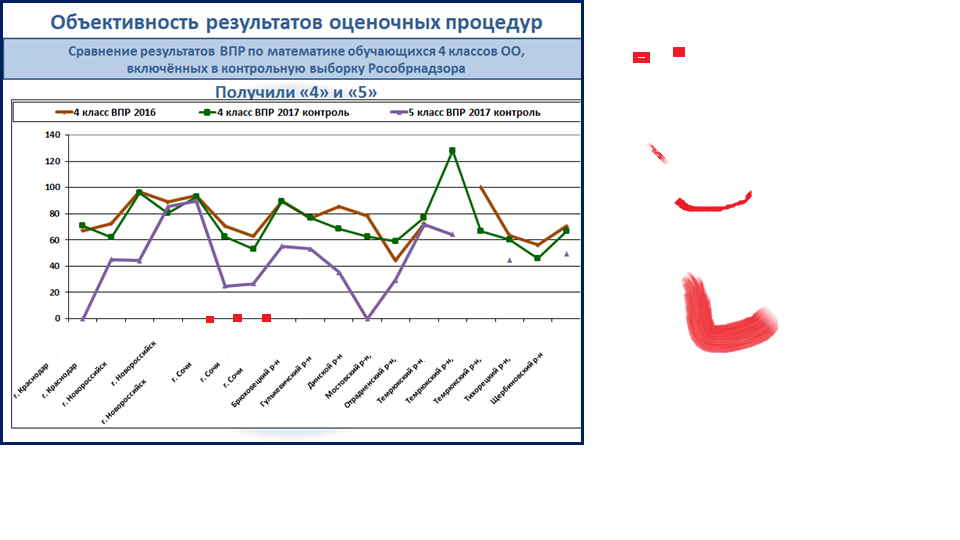 Объективность результатов оценочных процедур
Сравнение результатов ВПР по математике обучающихся 4 классов ОО,
включённых в контрольную выборку Рособрнадзора
Получили «4» и «5»
4 класс ВПР 2016
4 класс ВПР 2017 контроль
5 класс ВПР 2017 контроль
140
120
100
80
60
40
20
0
г. Краснодар
г. Краснодар
г. Новороссийск
г. Новороссийск
г. Новороссийск
г. Сочи
г. Сочи
г. Сочи
Брюховецкий р-н
Гулькевичский р-н
Динской р-н
Мостовский р-н,
Отрадненский р-н,
Темрюкский р-н
Темрюкский р-н,
Темрюкский р-н,
Тихорецкий р-н,
Щербиновский р-н